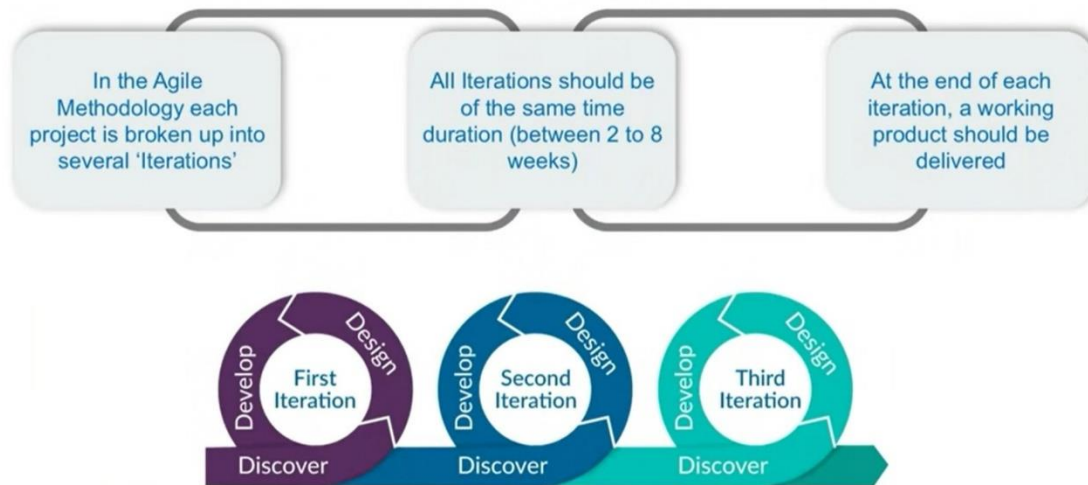 In the Agile
Methodology each
project is broken up into
several ‘Iterations’
All Iterations should be
of the same time
duration (between 2 to 8
weeks)
At the end of each
iteration, a working
product should be
delivered
Develop
Design
First
Iteration
Discover
Develop
Design
Second
Iteration
Discover
Develop
Design
Third
Iteration
Discover